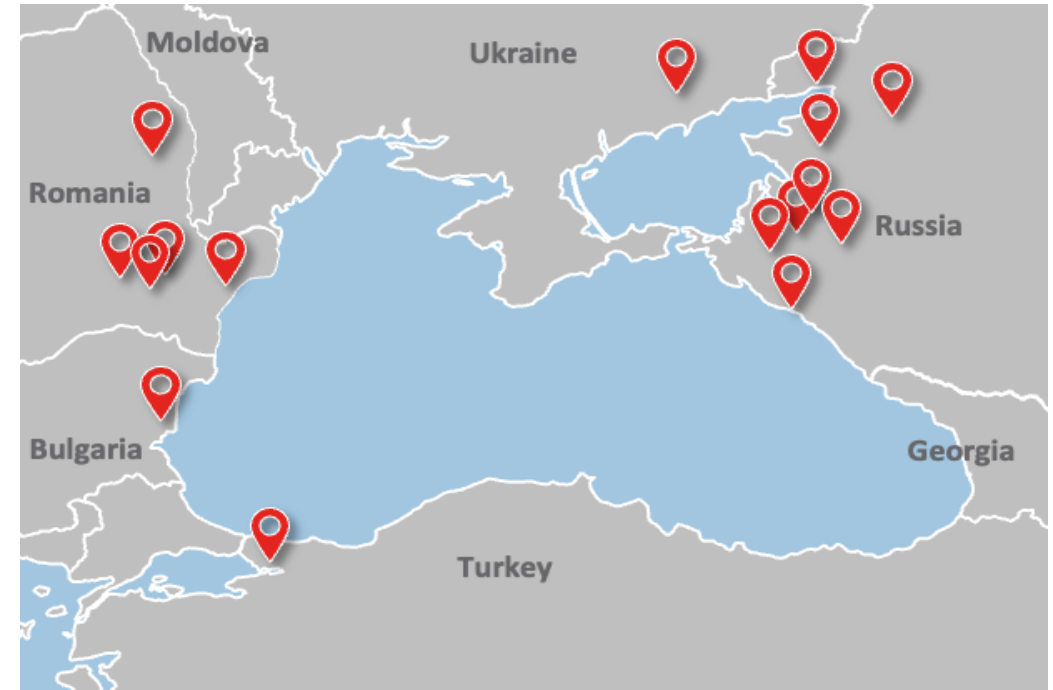 Moldova
Ukraine
Romania
Russia
Bulgaria
Georgia
Turkey